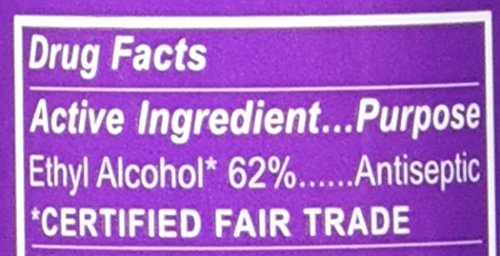 Drug Facts
Active Ingredient...Purpose
Ethyl Alcohol* 62%......Antiseptic
*CERTIFIED FAIR TRADE